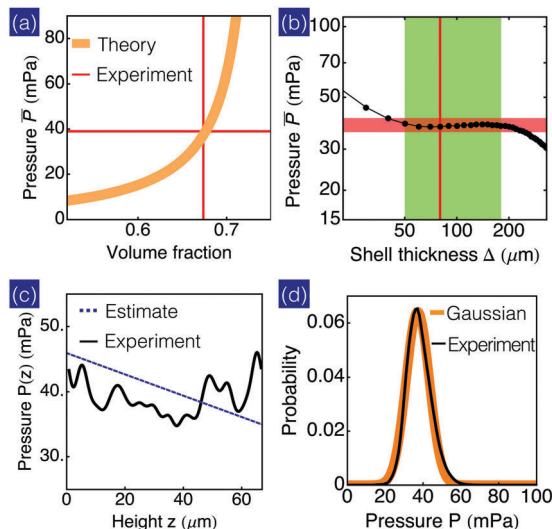 (a)
Theory
Experiment
Pressure P̅ (mPa)
80
60
40
20
0
0.6
0.7
Volume fraction
(b)
Pressure P̅ (mPa)
100
50
30
15
50
100
200
Shell thickness Δ (μm)
(c)
Estimate
Experiment
Pressure P(z) (mPa)
50
40
30.
0
20
40
60
Height z (μm)
(d)
Gaussian
Experiment
Probability
0.06
0.04
0.02
0
0
20
40
60
80
100
Pressure P (mPa)